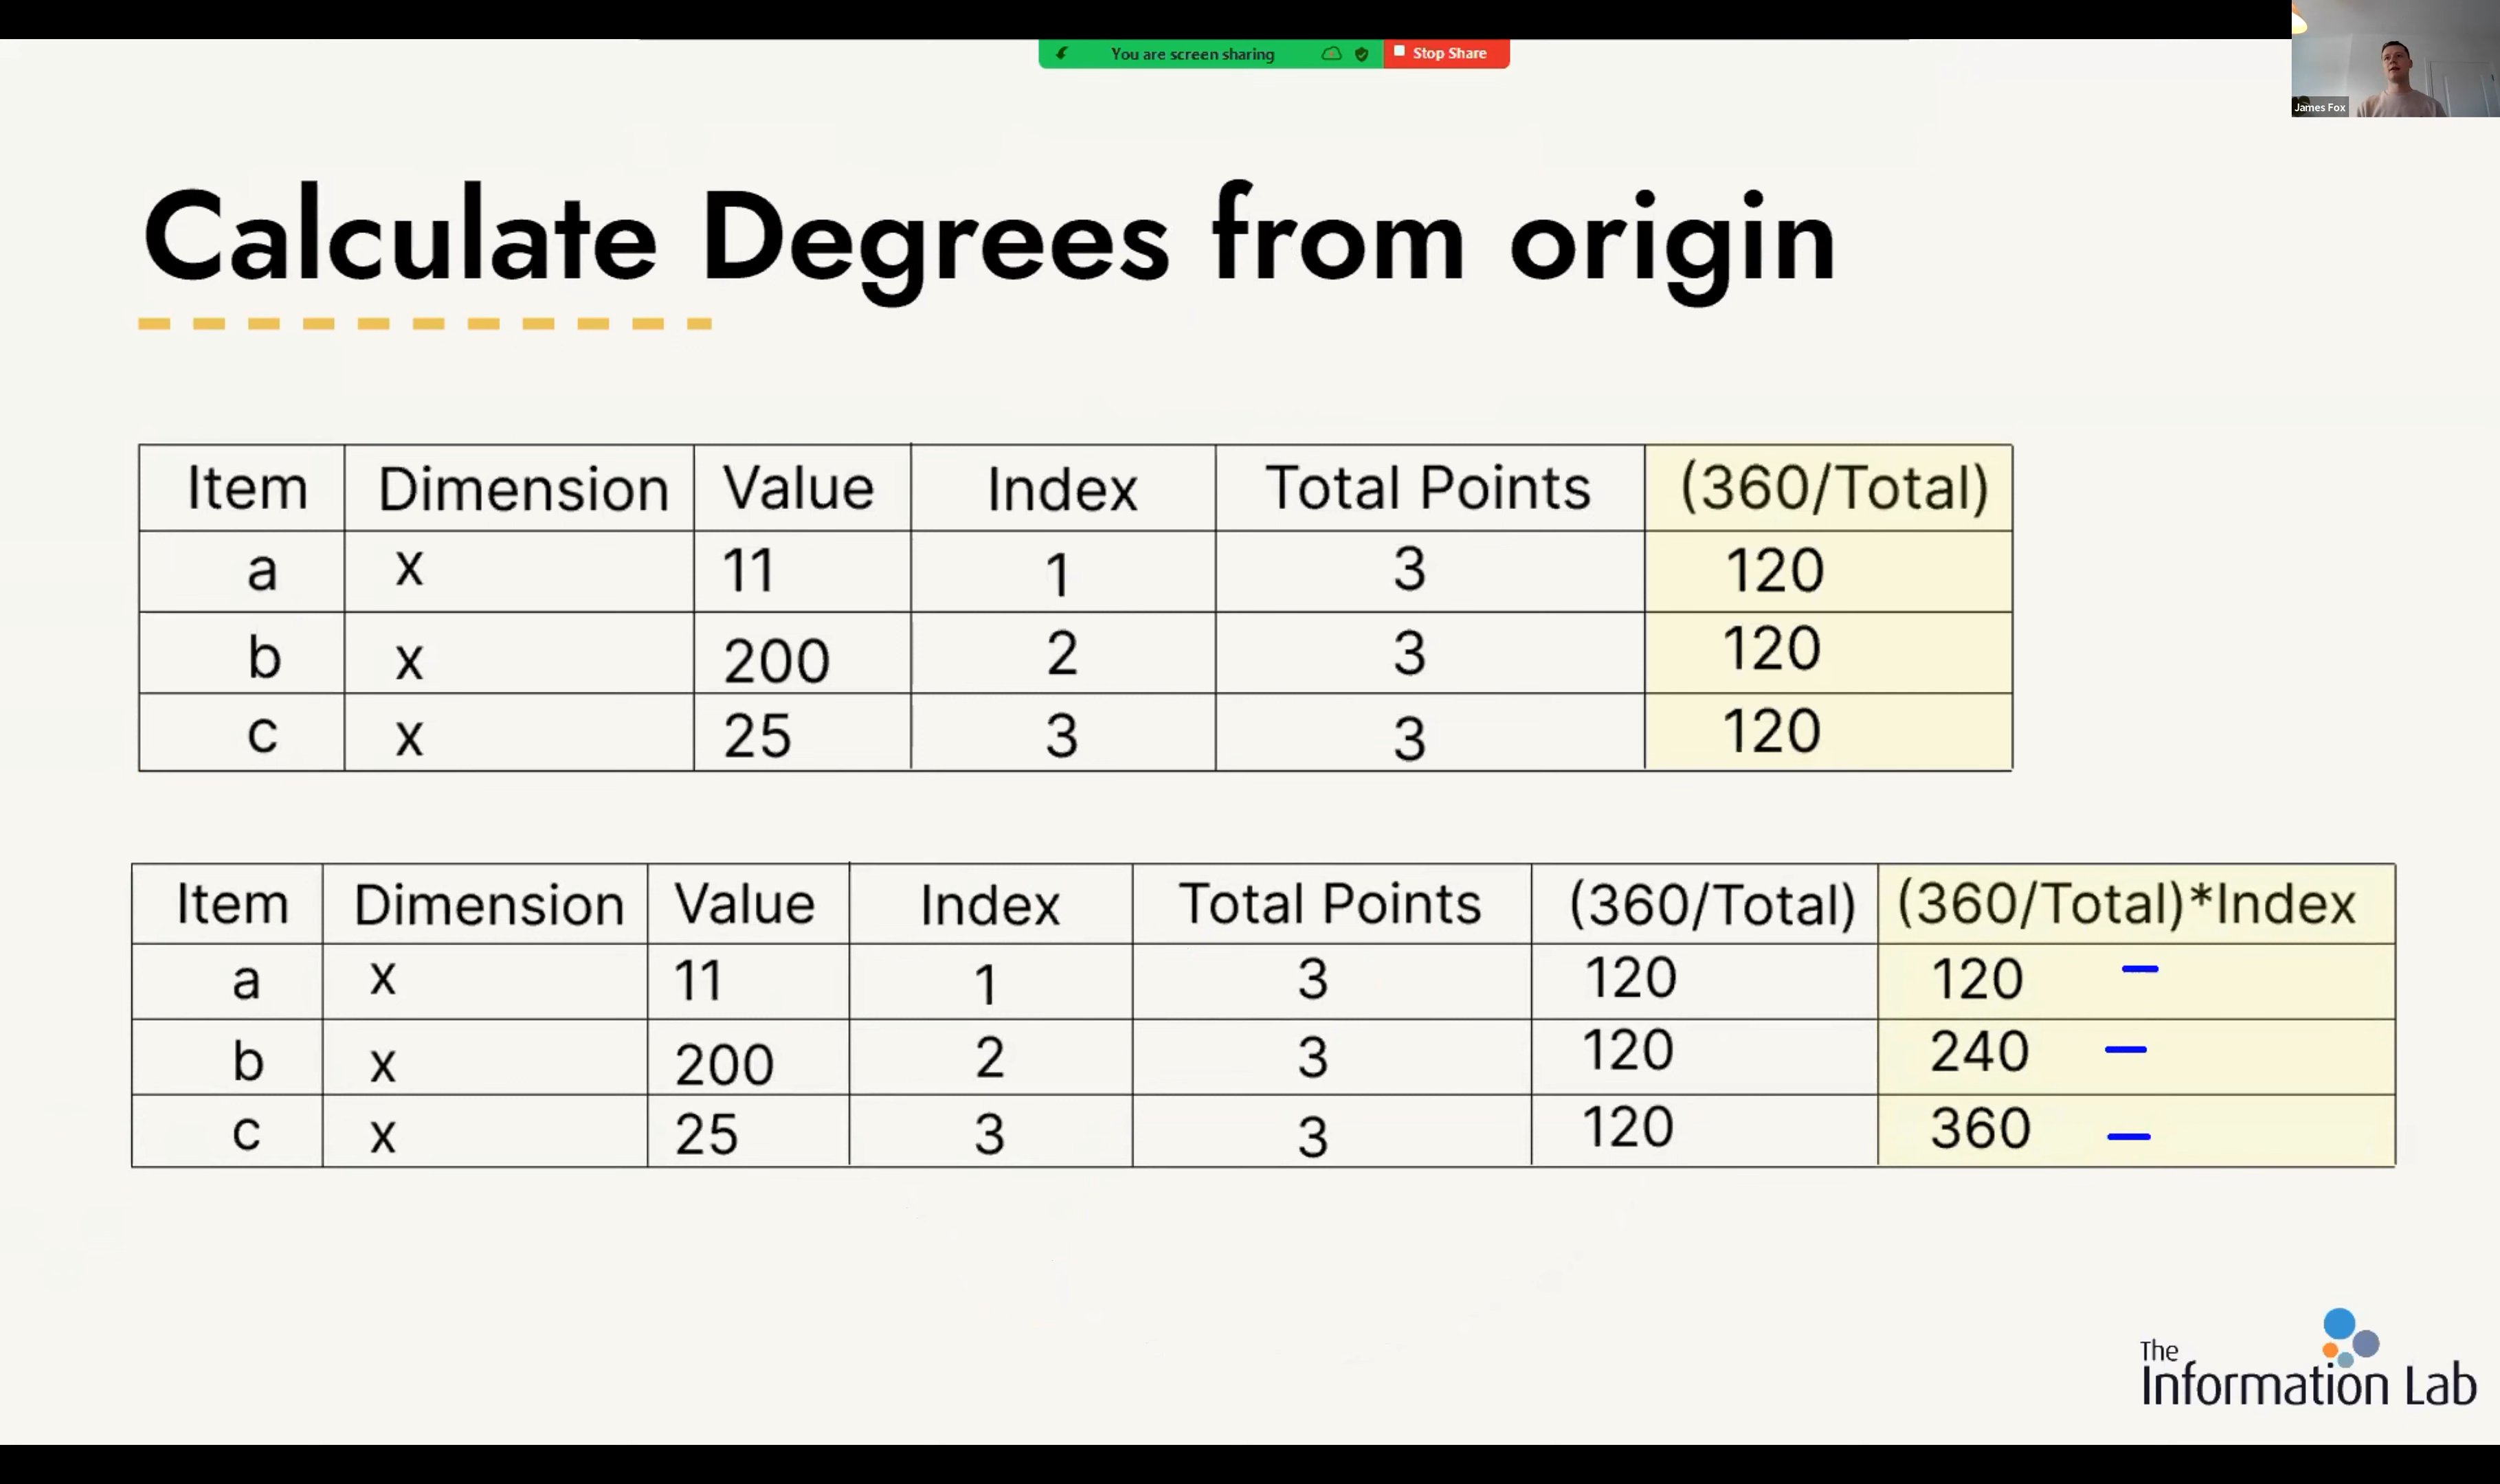 You are screen sharing
Stop Share
James Fox
Calculate Degrees from origin
Item Dimension Value Index Total Points (360/Total)
a x 11 1 3 120
b x 200 2 3 120
c x 25 3 3 120
Item Dimension Value Index Total Points (360/Total) (360/Total)*Index
a x 11 1 3 120 120
b x 200 2 3 120 240
c x 25 3 3 120 360
The
Information Lab